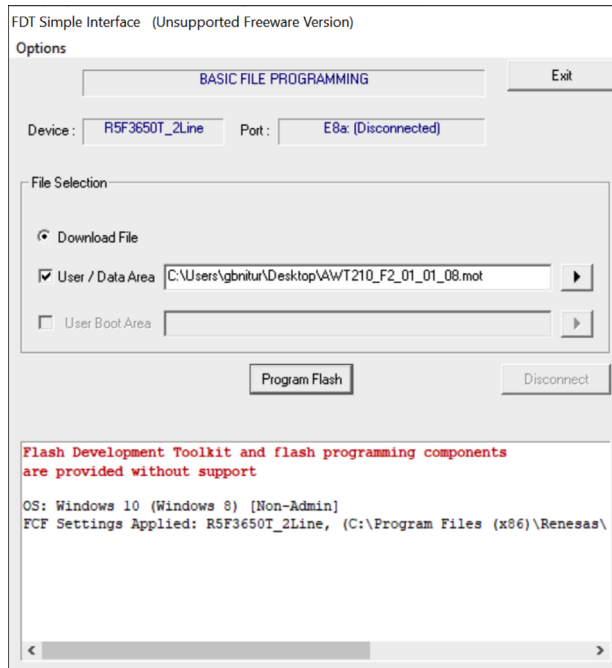 FDT Simple Interface (Unsupported Freeware Version)
Options
BASIC FILE PROGRAMMING
Exit
Device : R5F3650T_2Line Port : E8a: (Disconnected)
File Selection
Download File
User / Data Area C:\Users\gbnitur\Desktop\AWT210_F2_01_01_08.mot
User Boot Area
Program Flash
Disconnect
Flash Development Toolkit and flash programming components
are provided without support
OS: Windows 10 (Windows 8) [Non-Admin]
FCF Settings Applied: R5F3650T_2Line, (C:\Program Files (x86)\Renesas\